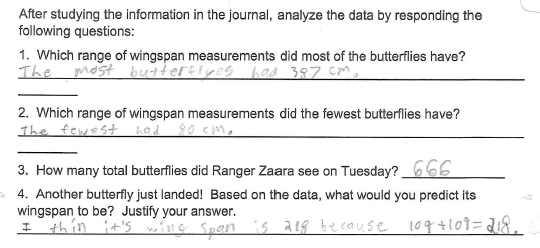 After studying the information in the journal, analyze the data by responding the
following questions:
1. Which range of wingspan measurements did most of the butterflies have?
The most butterflyes had 387 cm.
2. Which range of wingspan measurements did the fewest butterflies have?
The fewest had 80 cm.
3. How many total butterflies did Ranger Zaara see on Tuesday? 666
4. Another butterfly just landed! Based on the data, what would you predict its
wingspan to be? Justify your answer.
I thin it's wing span is 218 because 109+109=218.